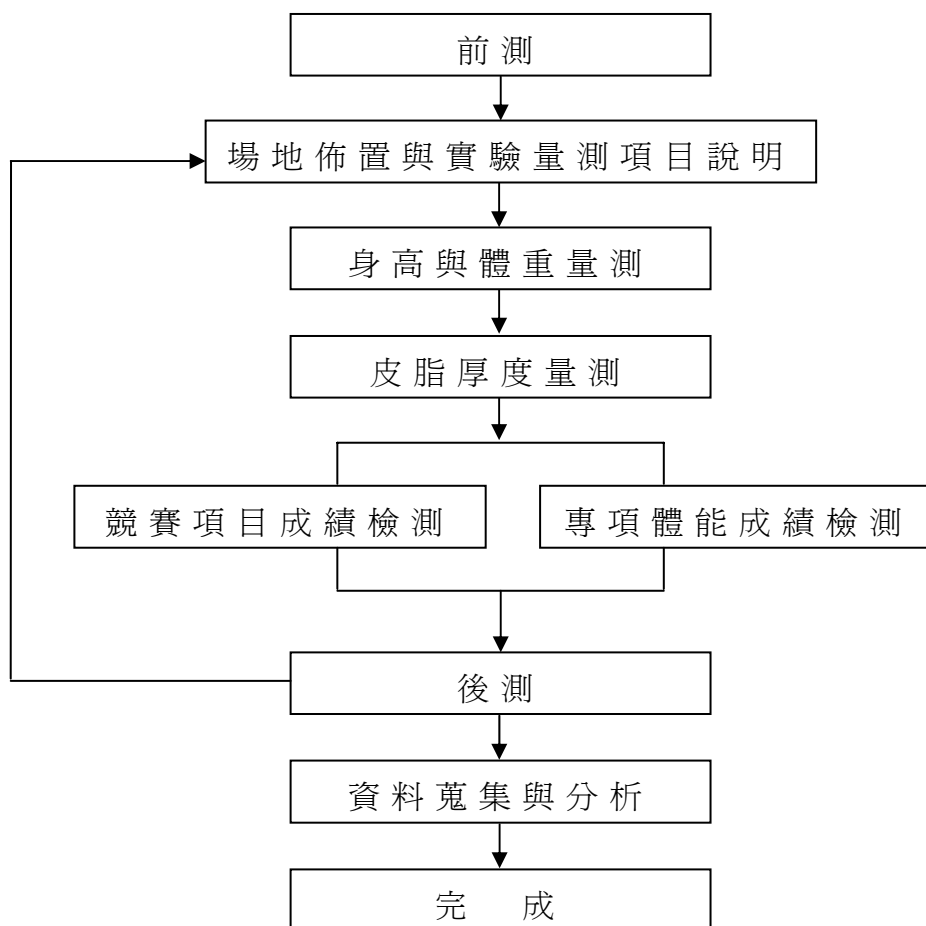 前測
場地佈置與實驗量測項目說明
身高與體重量測
皮脂厚度量測
競賽項目成績檢測
專項體能成績檢測
後測
資料蒐集與分析
完 成